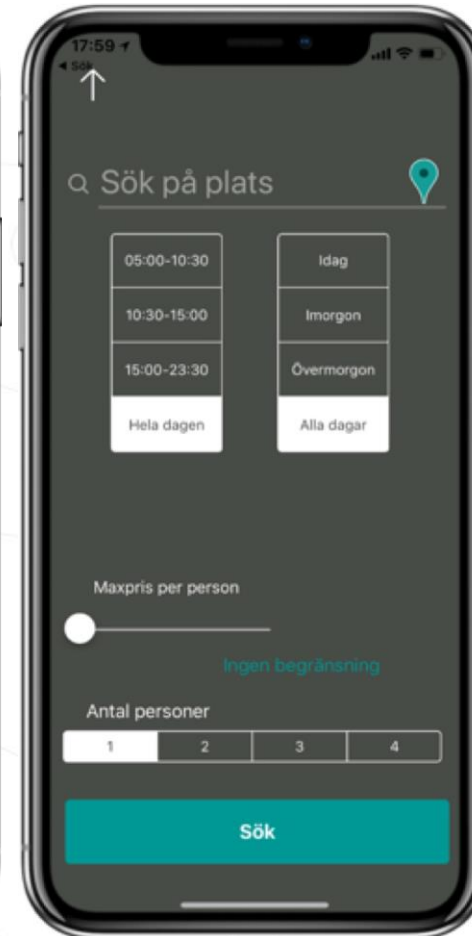 17:59
◀ Sök
Sök på plats
05:00-10:30
10:30-15:00
15:00-23:30
Hela dagen
Idag
Imorgon
Övermorgon
Alla dagar
Maxpris per person
Ingen begränsning
Antal personer
1 2 3 4
Sök